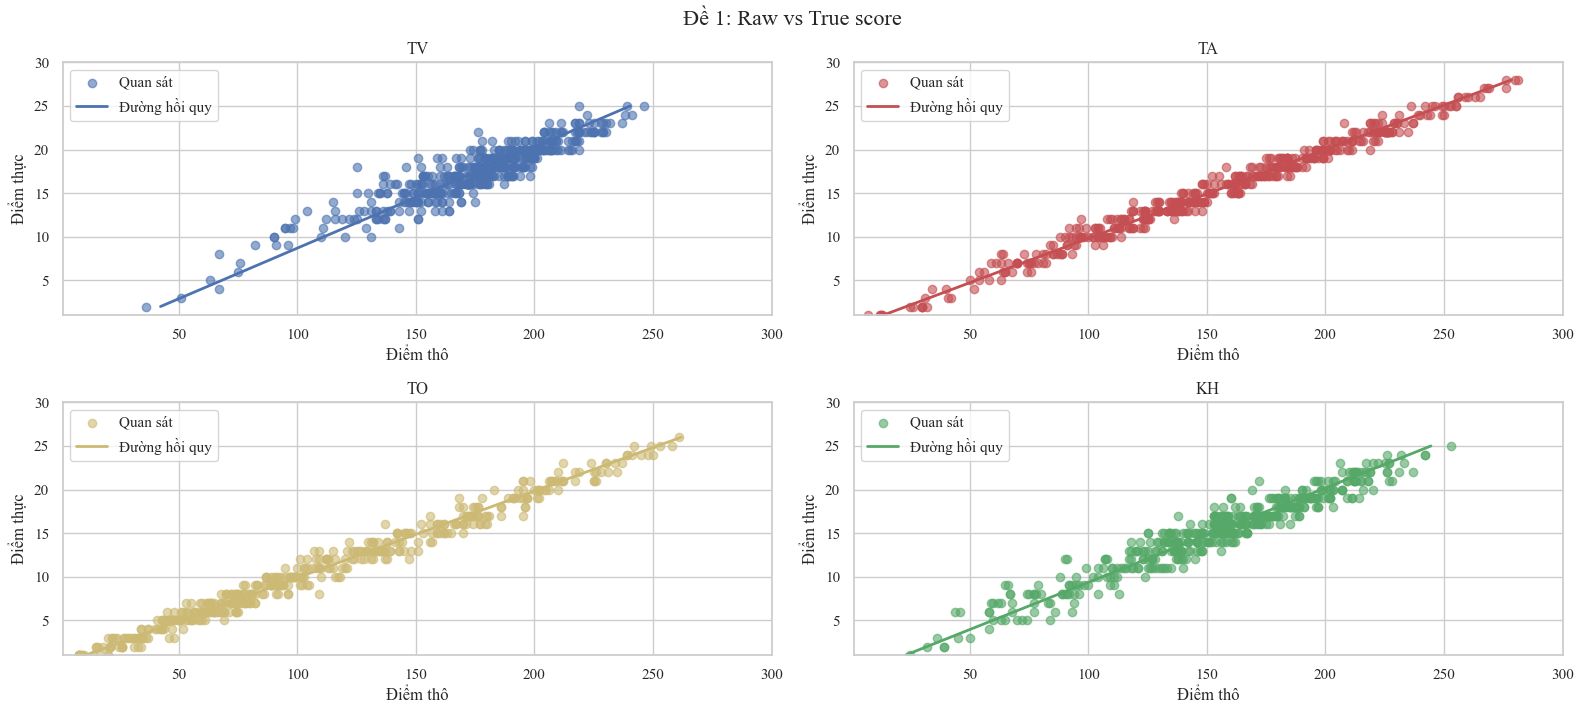 Đề 1: Raw vs True score
TV
30
25
20
15
10
5
Điểm thực
Quan sát
Đường hồi quy
50 100 150 200 250 300
Điểm thô
TA
30
25
20
15
10
5
Điểm thực
Quan sát
Đường hồi quy
50 100 150 200 250 300
Điểm thô
TO
30
25
20
15
10
5
Điểm thực
Quan sát
Đường hồi quy
50 100 150 200 250 300
Điểm thô
KH
30
25
20
15
10
5
Điểm thực
Quan sát
Đường hồi quy
50 100 150 200 250 300
Điểm thô